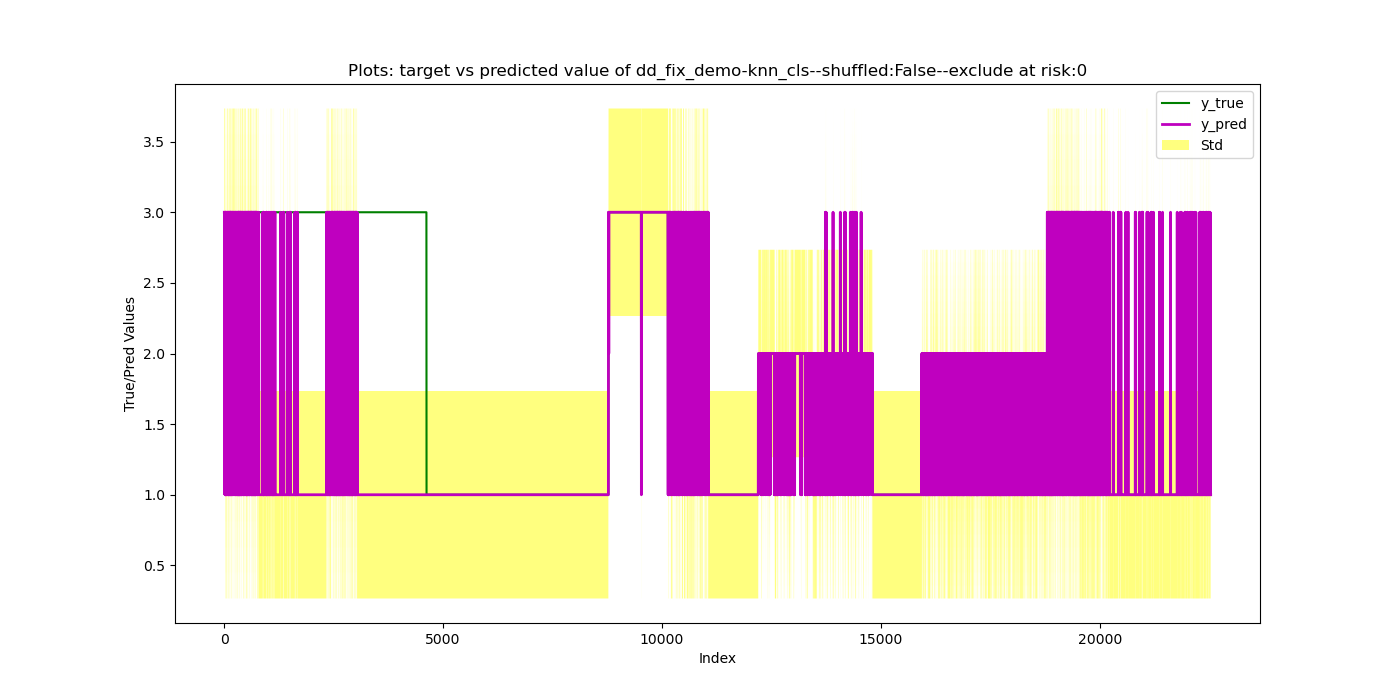 Plots: target vs predicted value of dd_fix_demo-knn_cls--shuffled:False--exclude at risk:0
y_true
y_pred
Std
True/Pred Values
3.5
3.0
2.5
2.0
1.5
1.0
0.5
0
5000
10000
15000
20000
Index